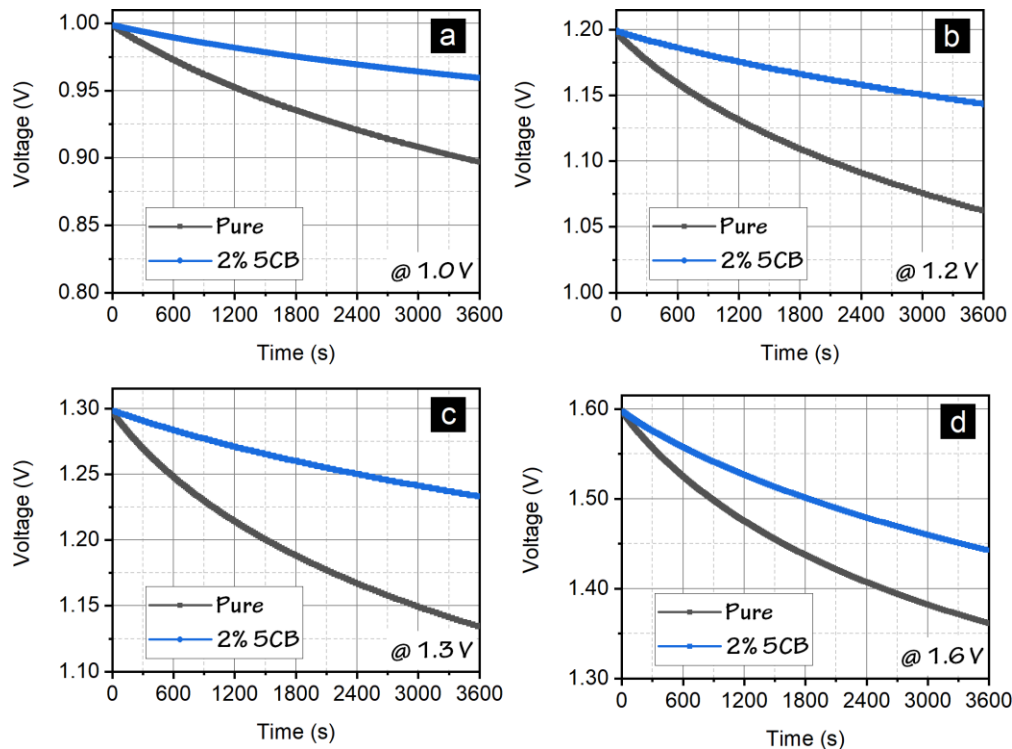 a
1.00
0.95
0.90
0.85
0.80
Voltage (V)
Pure
2% 5CB
@ 1.0 V
0 600 1200 1800 2400 3000 3600
Time (s)
b
1.20
1.15
1.10
1.05
1.00
Voltage (V)
Pure
2% 5CB
@ 1.2 V
0 600 1200 1800 2400 3000 3600
Time (s)
c
1.30
1.25
1.20
1.15
1.10
Voltage (V)
Pure
2% 5CB
@ 1.3 V
0 600 1200 1800 2400 3000 3600
Time (s)
d
1.60
1.50
1.40
1.30
Voltage (V)
Pure
2% 5CB
@ 1.6 V
0 600 1200 1800 2400 3000 3600
Time (s)